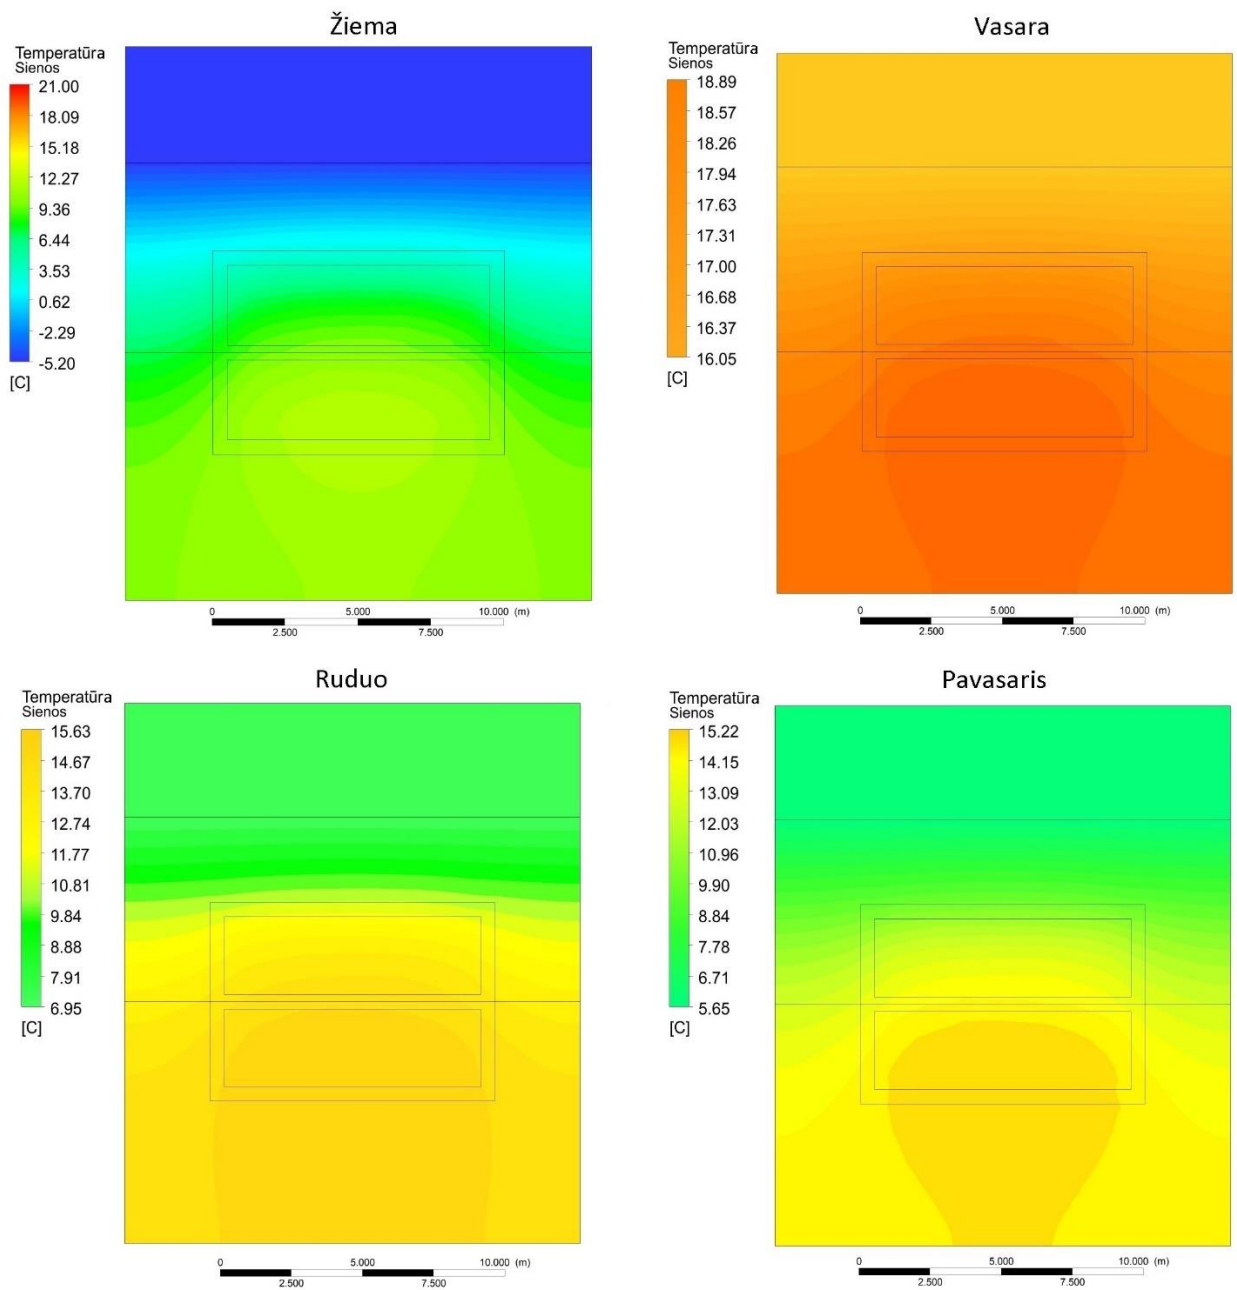 Žiema
Temperatūra
Sienos
21.00
18.09
15.18
12.27
9.36
6.44
3.53
0.62
-2.29
-5.20
[C]
0 5.000 10.000 (m)
2.500 7.500
Vasara
Temperatūra
Sienos
18.89
18.57
18.26
17.94
17.63
17.31
17.00
16.68
16.37
16.05
[C]
0 5.000 10.000 (m)
2.500 7.500
Ruduo
Temperatūra
Sienos
15.63
14.67
13.70
12.74
11.77
10.81
9.84
8.88
7.91
6.95
[C]
0 5.000 10.000 (m)
2.500 7.500
Pavasaris
Temperatūra
Sienos
15.22
14.15
13.09
12.03
10.96
9.90
8.84
7.78
6.71
5.65
[C]
0 5.000 10.000 (m)
2.500 7.500